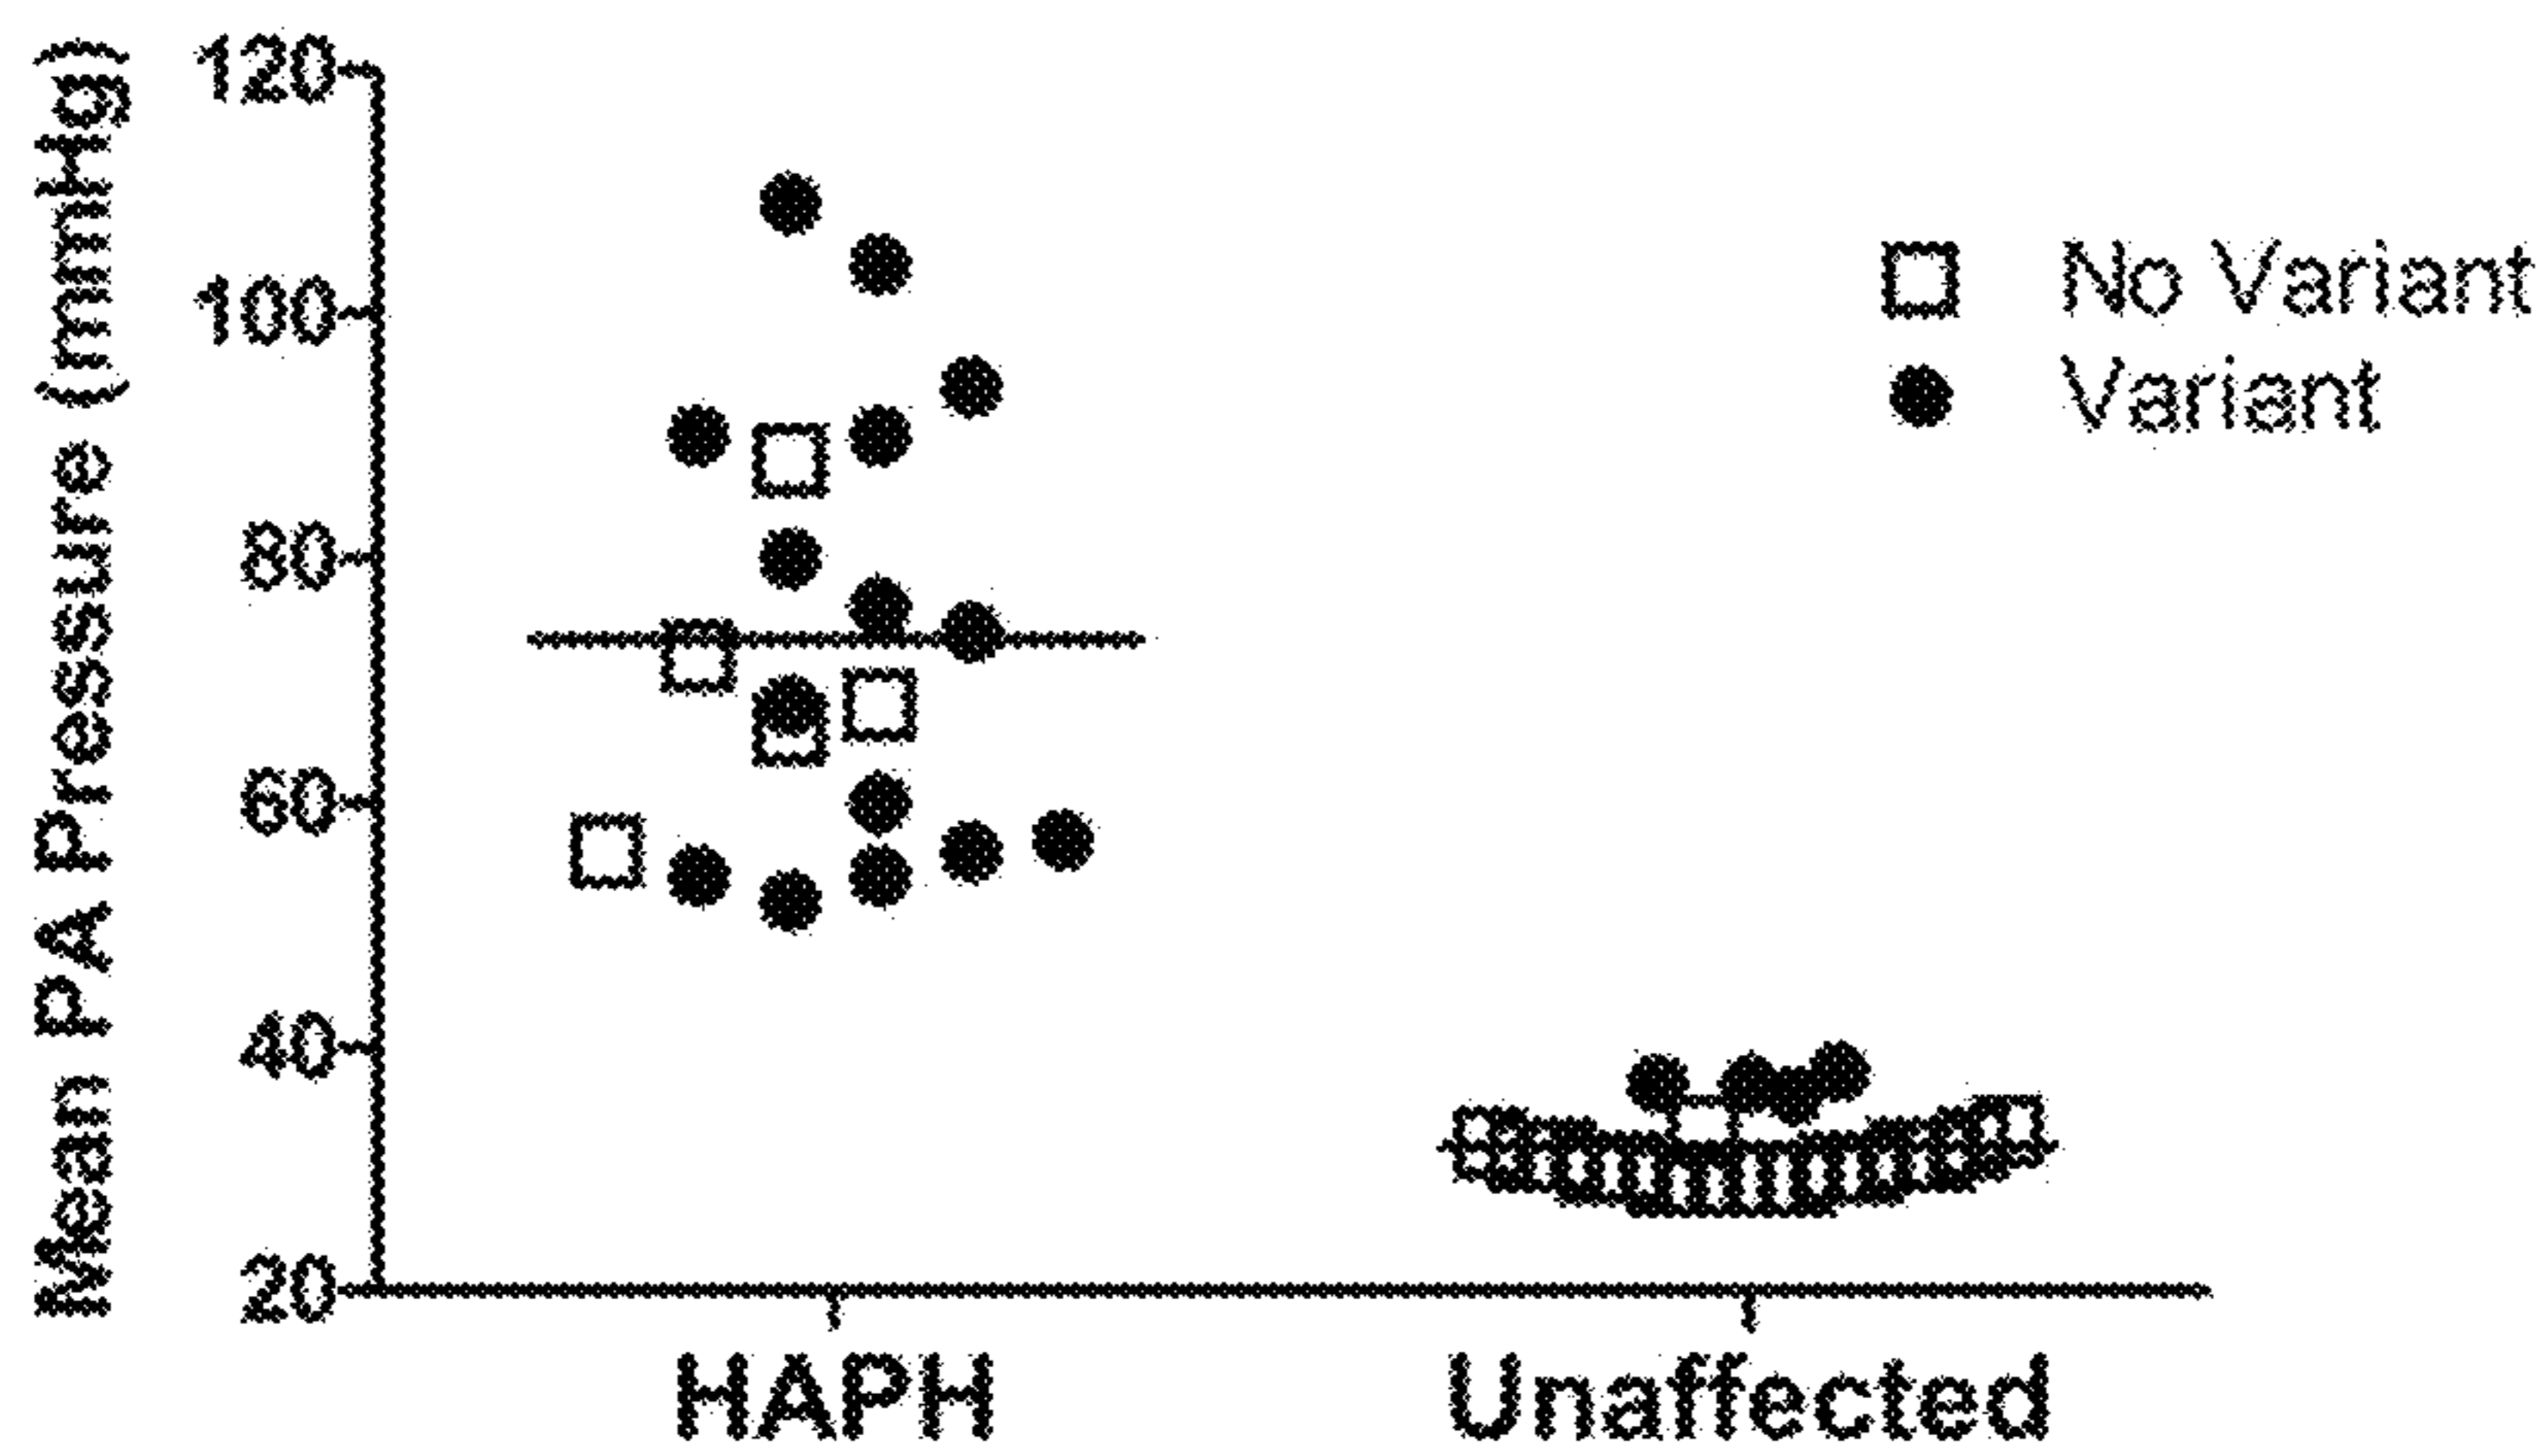 Mean PA Pressure (mmHg)
120
100
80
60
40
20
No Variant
Variant
HAPH
Unaffected